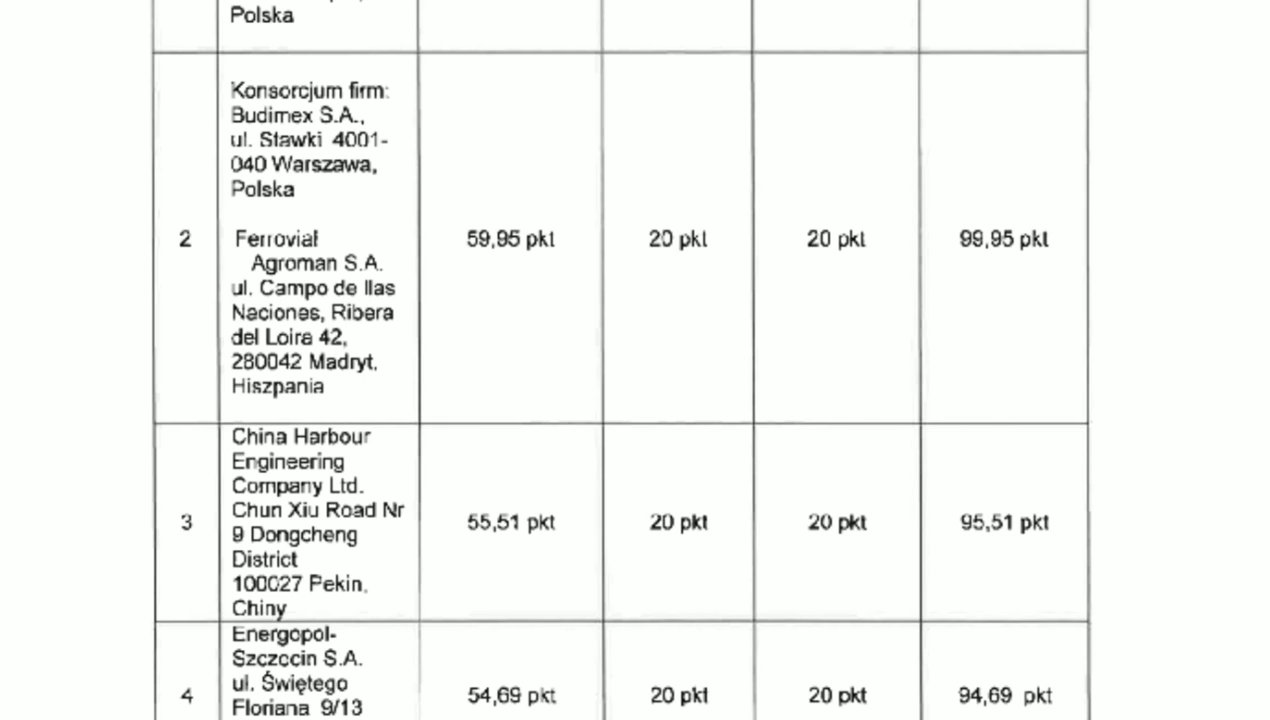 Polska
Konsorcjum firm:
Budimex S.A.,
ul. Stawki 4001-
040 Warszawa,
Polska
2
Ferrovial
Agroman S.A.
ul. Campo de llas
Naciones, Ribera
del Loira 42,
280042 Madryt,
Hiszpania
59,95 pkt
20 pkt
20 pkt
99,95 pkt
3
China Harbour
Engineering
Company Ltd.
Chun Xiu Road Nr
9 Dongcheng
District
100027 Pekin,
Chiny
55,51 pkt
20 pkt
20 pkt
95,51 pkt
4
Energopol-
Szczecin S.A.
ul. Świętego
Floriana 9/13
54,69 pkt
20 pkt
20 pkt
94,69 pkt